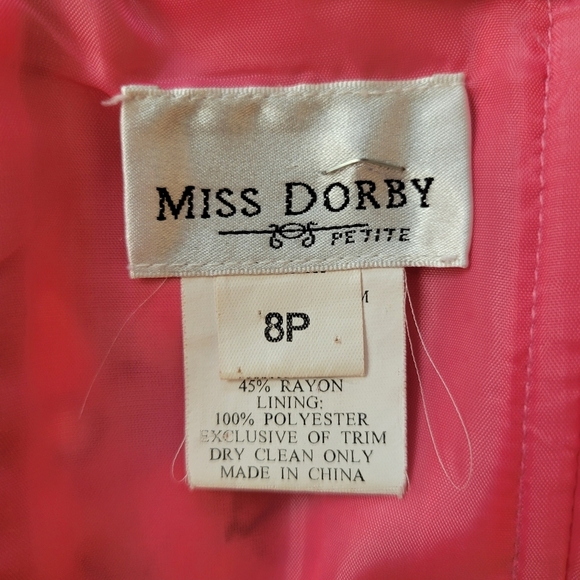 MISS DORBY
PETITE
M
8P
45% RAYON
LINING:
100% POLYESTER
EXCLUSIVE OF TRIM
DRY CLEAN ONLY
MADE IN CHINA